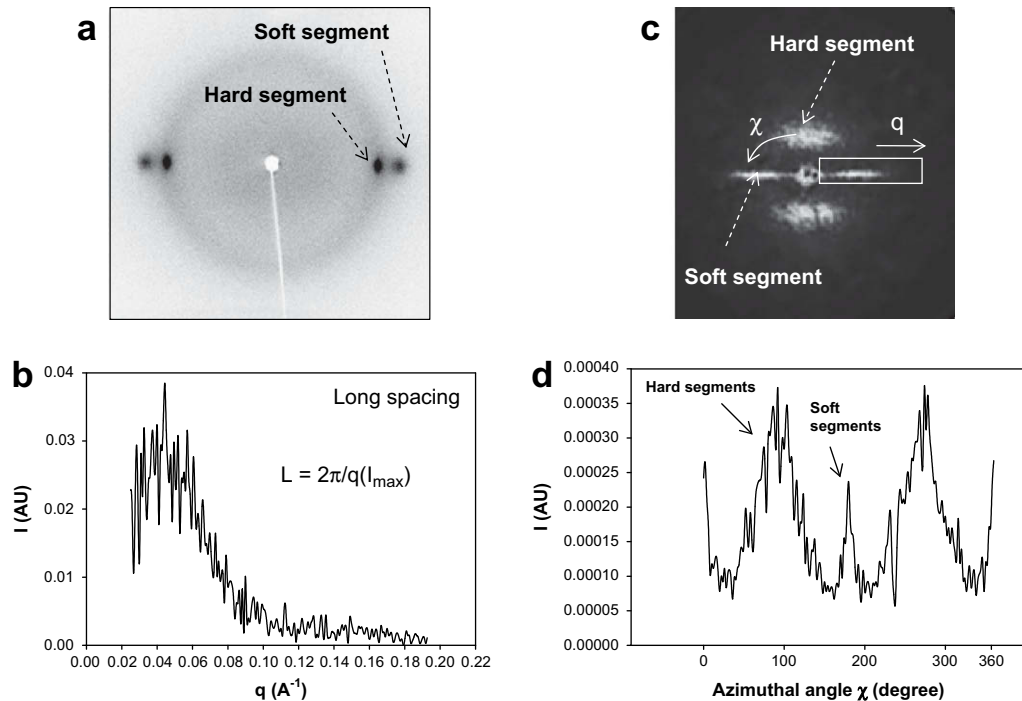 a
Soft segment
Hard segment
c
Hard segment
χ
q
Soft segment
b
0.04
0.03
0.02
0.01
0.00
I (AU)
Long spacing
L = 2π/q(Imax)
0.00 0.02 0.04 0.06 0.08 0.10 0.12 0.14 0.16 0.18 0.20 0.22
q (A-1)
d
0.00040
0.00035
0.00030
0.00025
0.00020
0.00015
0.00010
0.00005
0.00000
I (AU)
Hard segments
Soft
segments
0 100 200 300 360
Azimuthal angle χ (degree)